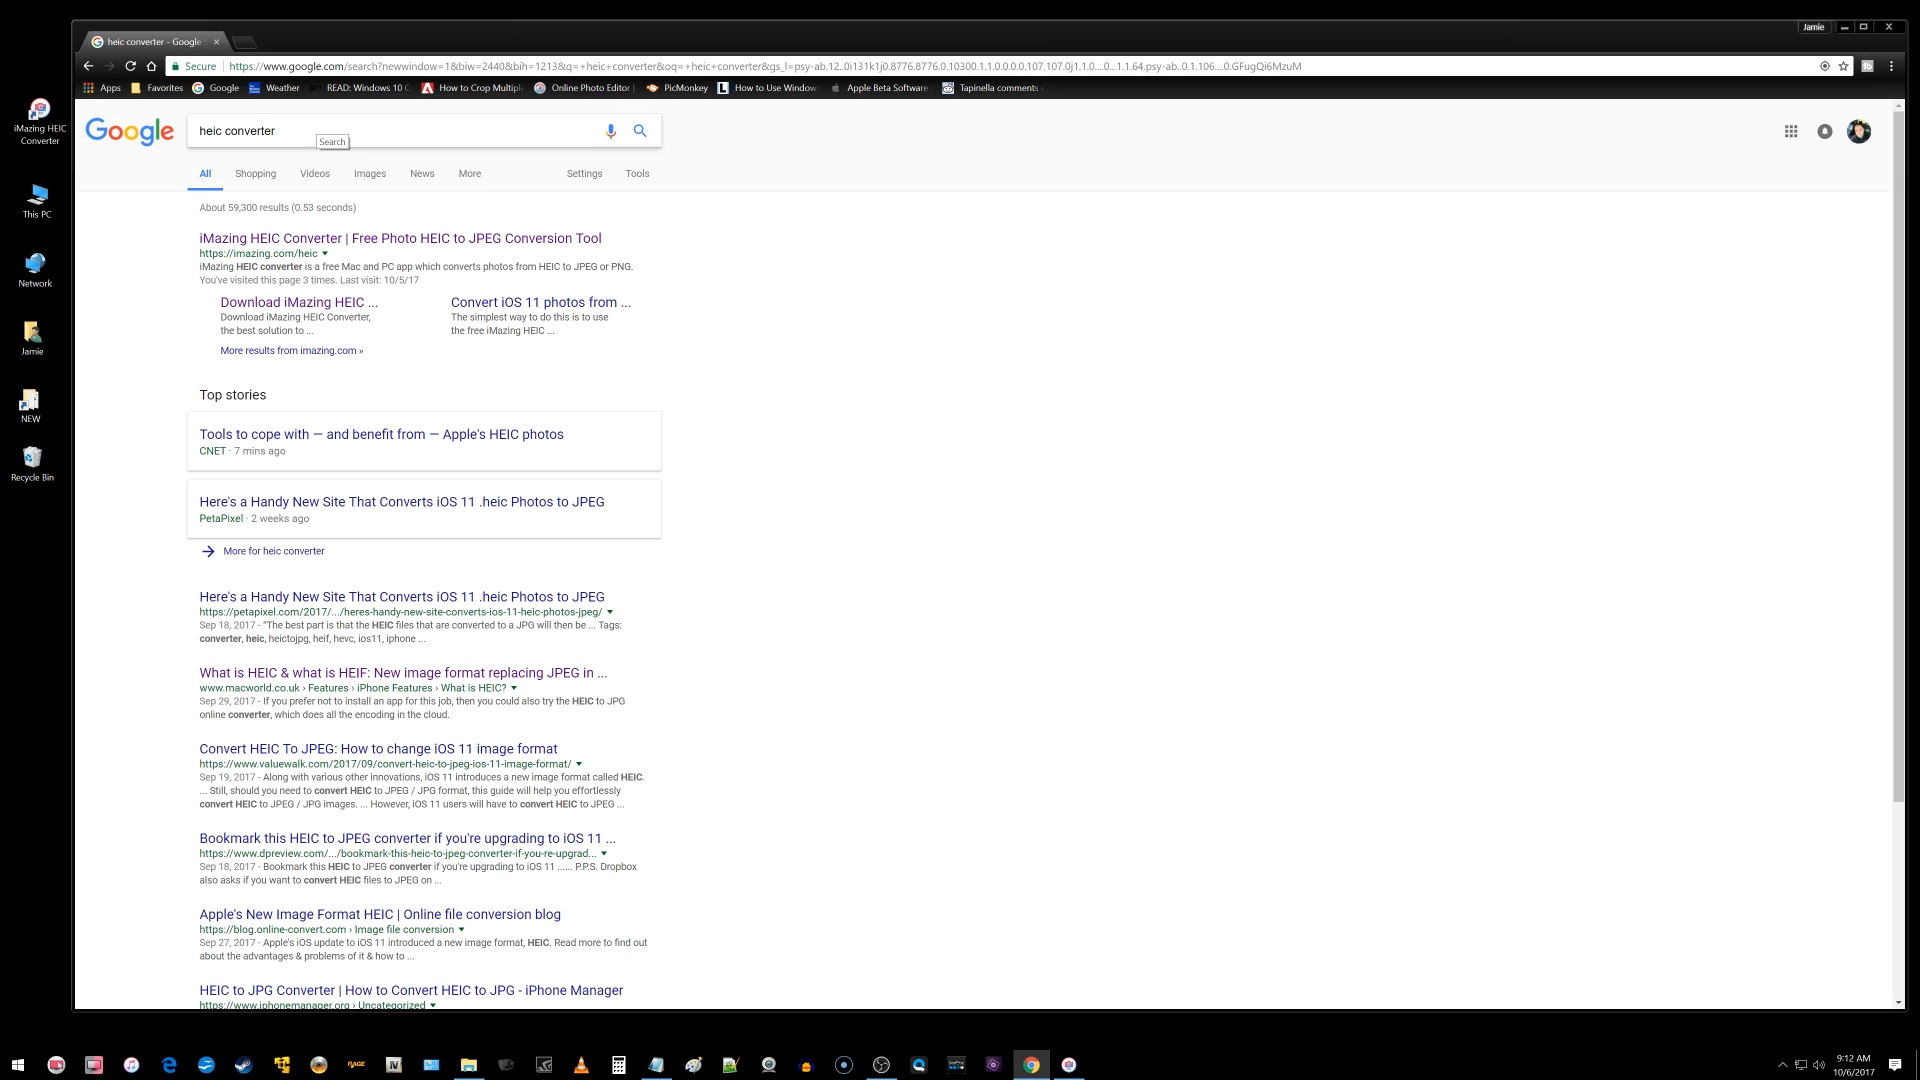 Jamie
heic converter - Google
Secure
https://www.google.com/search?newwindow=1&biw=2440&bih=1213&q=+heic+converter&oq=+heic+converter&gs_l=psy-ab.12..0i131k1j0.8776.8776.0.10300.1.1.0.0.0.0.107.107.0j1.1.0....0...1.1.64.psy-ab..0.1.106....0.GFugQi6MzuM
Apps
Favorites
Google
Weather
READ: Windows 10
How to Crop Multipl
Online Photo Editor
PicMonkey
How to Use Window
Apple Beta Software
Tapinella comments
iMazing HEIC
Converter
This PC
Network
Jamie
NEW
Recycle Bin
Google
heic converter
Search
All
Shopping
Videos
Images
News
More
Settings
Tools
About 59,300 results (0.53 seconds)
iMazing HEIC Converter | Free Photo HEIC to JPEG Conversion Tool
https://imazing.com/heic
iMazing HEIC converter is a free Mac and PC app which converts photos from HEIC to JPEG or PNG.
You've visited this page 3 times. Last visit: 10/5/17
Download iMazing HEIC ...
Download iMazing HEIC Converter,
the best solution to ...
Convert iOS 11 photos from ...
The simplest way to do this is to use
the free iMazing HEIC ...
More results from imazing.com »
Top stories
Tools to cope with — and benefit from — Apple's HEIC photos
CNET · 7 mins ago
Here's a Handy New Site That Converts iOS 11 .heic Photos to JPEG
PetaPixel · 2 weeks ago
More for heic converter
Here's a Handy New Site That Converts iOS 11 .heic Photos to JPEG
https://petapixel.com/2017/.../heres-handy-new-site-converts-ios-11-heic-photos-jpeg/
Sep 18, 2017 - "The best part is that the HEIC files that are converted to a JPG will then be ... Tags:
converter, heic, heictojpg, heif, hevc, ios11, iphone ...
What is HEIC & what is HEIF: New image format replacing JPEG in ...
www.macworld.co.uk › Features › iPhone Features › What is HEIC?
Sep 29, 2017 - If you prefer not to install an app for this job, then you could also try the HEIC to JPG
online converter, which does all the encoding in the cloud.
Convert HEIC To JPEG: How to change iOS 11 image format
https://www.valuewalk.com/2017/09/convert-heic-to-jpeg-ios-11-image-format/
Sep 19, 2017 - Along with various other innovations, iOS 11 introduces a new image format called HEIC.
... Still, should you need to convert HEIC to JPEG / JPG format, this guide will help you effortlessly
convert HEIC to JPEG / JPG images. ... However, iOS 11 users will have to convert HEIC to JPEG ...
Bookmark this HEIC to JPEG converter if you're upgrading to iOS 11 ...
https://www.dpreview.com/.../bookmark-this-heic-to-jpeg-converter-if-you-re-upgrad...
Sep 18, 2017 - Bookmark this HEIC to JPEG converter if you're upgrading to iOS 11 ...... P.P.S. Dropbox
also asks if you want to convert HEIC files to JPEG on ...
Apple's New Image Format HEIC | Online file conversion blog
https://blog.online-convert.com › Image file conversion
Sep 27, 2017 - Apple's iOS update to iOS 11 introduced a new image format, HEIC. Read more to find out
about the advantages & problems of it & how to ...
HEIC to JPG Converter | How to Convert HEIC to JPG - iPhone Manager
https://www.iphonemanager.org › Uncategorized
RAGE
9:12 AM
10/6/2017